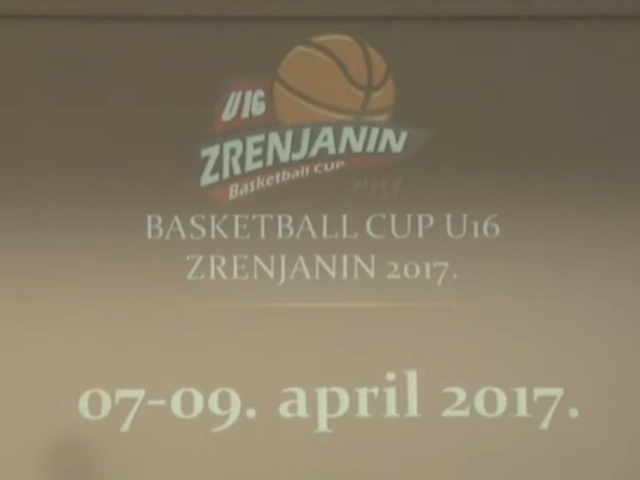 U16
ZRENJANIN
Basketball CUP
BASKETBALL CUP U16
ZRENJANIN 2017.
07-09. april 2017.